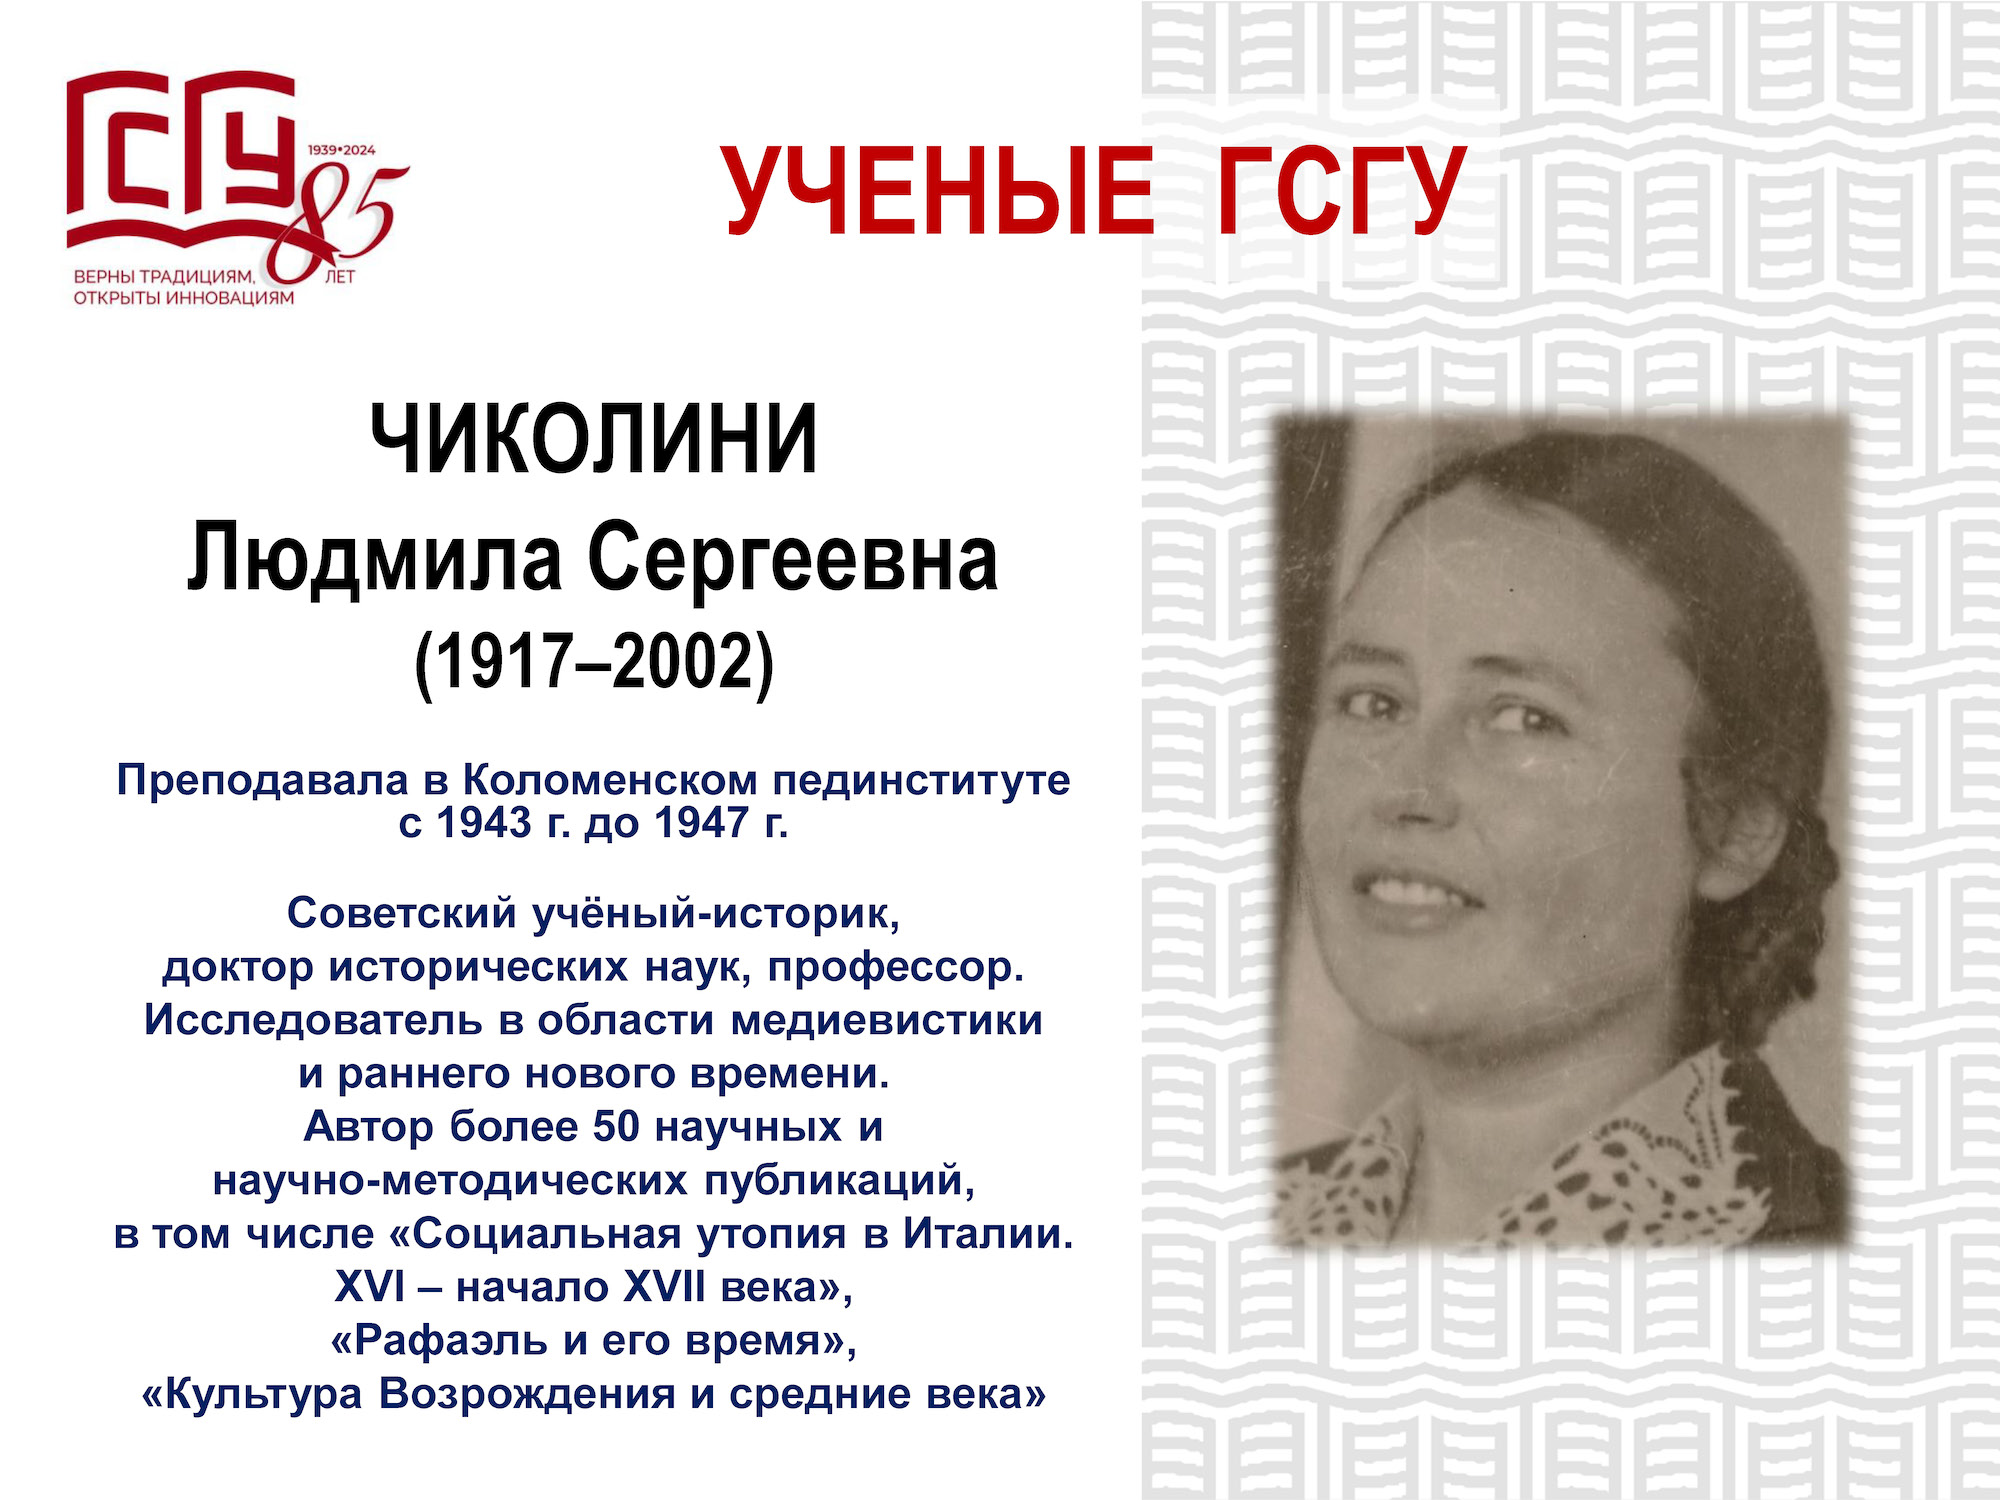 ГСГУ
1939•2024
85
ВЕРНЫ ТРАДИЦИЯМ, ЛЕТ
ОТКРЫТЫ ИННОВАЦИЯМ
УЧЕНЫЕ ГСГУ
ЧИКОЛИНИ
Людмила Сергеевна
(1917–2002)
Преподавала в Коломенском пединституте
с 1943 г. до 1947 г.
Советский учёный-историк,
доктор исторических наук, профессор.
Исследователь в области медиевистики
и раннего нового времени.
Автор более 50 научных и
научно-методических публикаций,
в том числе «Социальная утопия в Италии.
XVI – начало XVII века»,
«Рафаэль и его время»,
«Культура Возрождения и средние века»